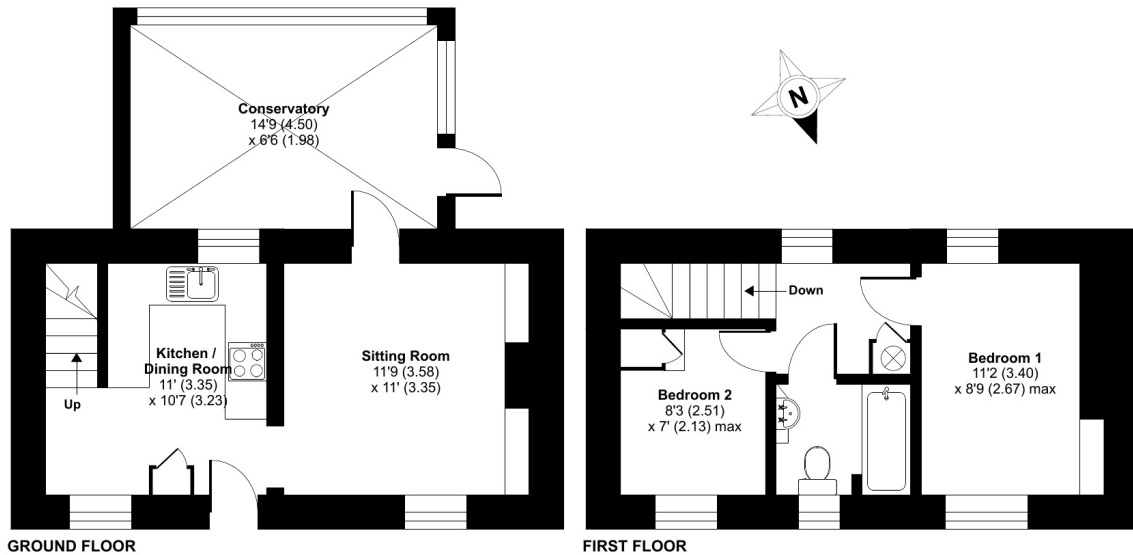 Conservatory
14'9 (4.50)
x 6'6 (1.98)
N
Kitchen /
Dining Room
11' (3.35)
x 10'7 (3.23)
Up
Sitting Room
11'9 (3.58)
x 11' (3.35)
GROUND FLOOR
Down
Bedroom 1
11'2 (3.40)
x 8'9 (2.67) max
Bedroom 2
8'3 (2.51)
x 7' (2.13) max
FIRST FLOOR